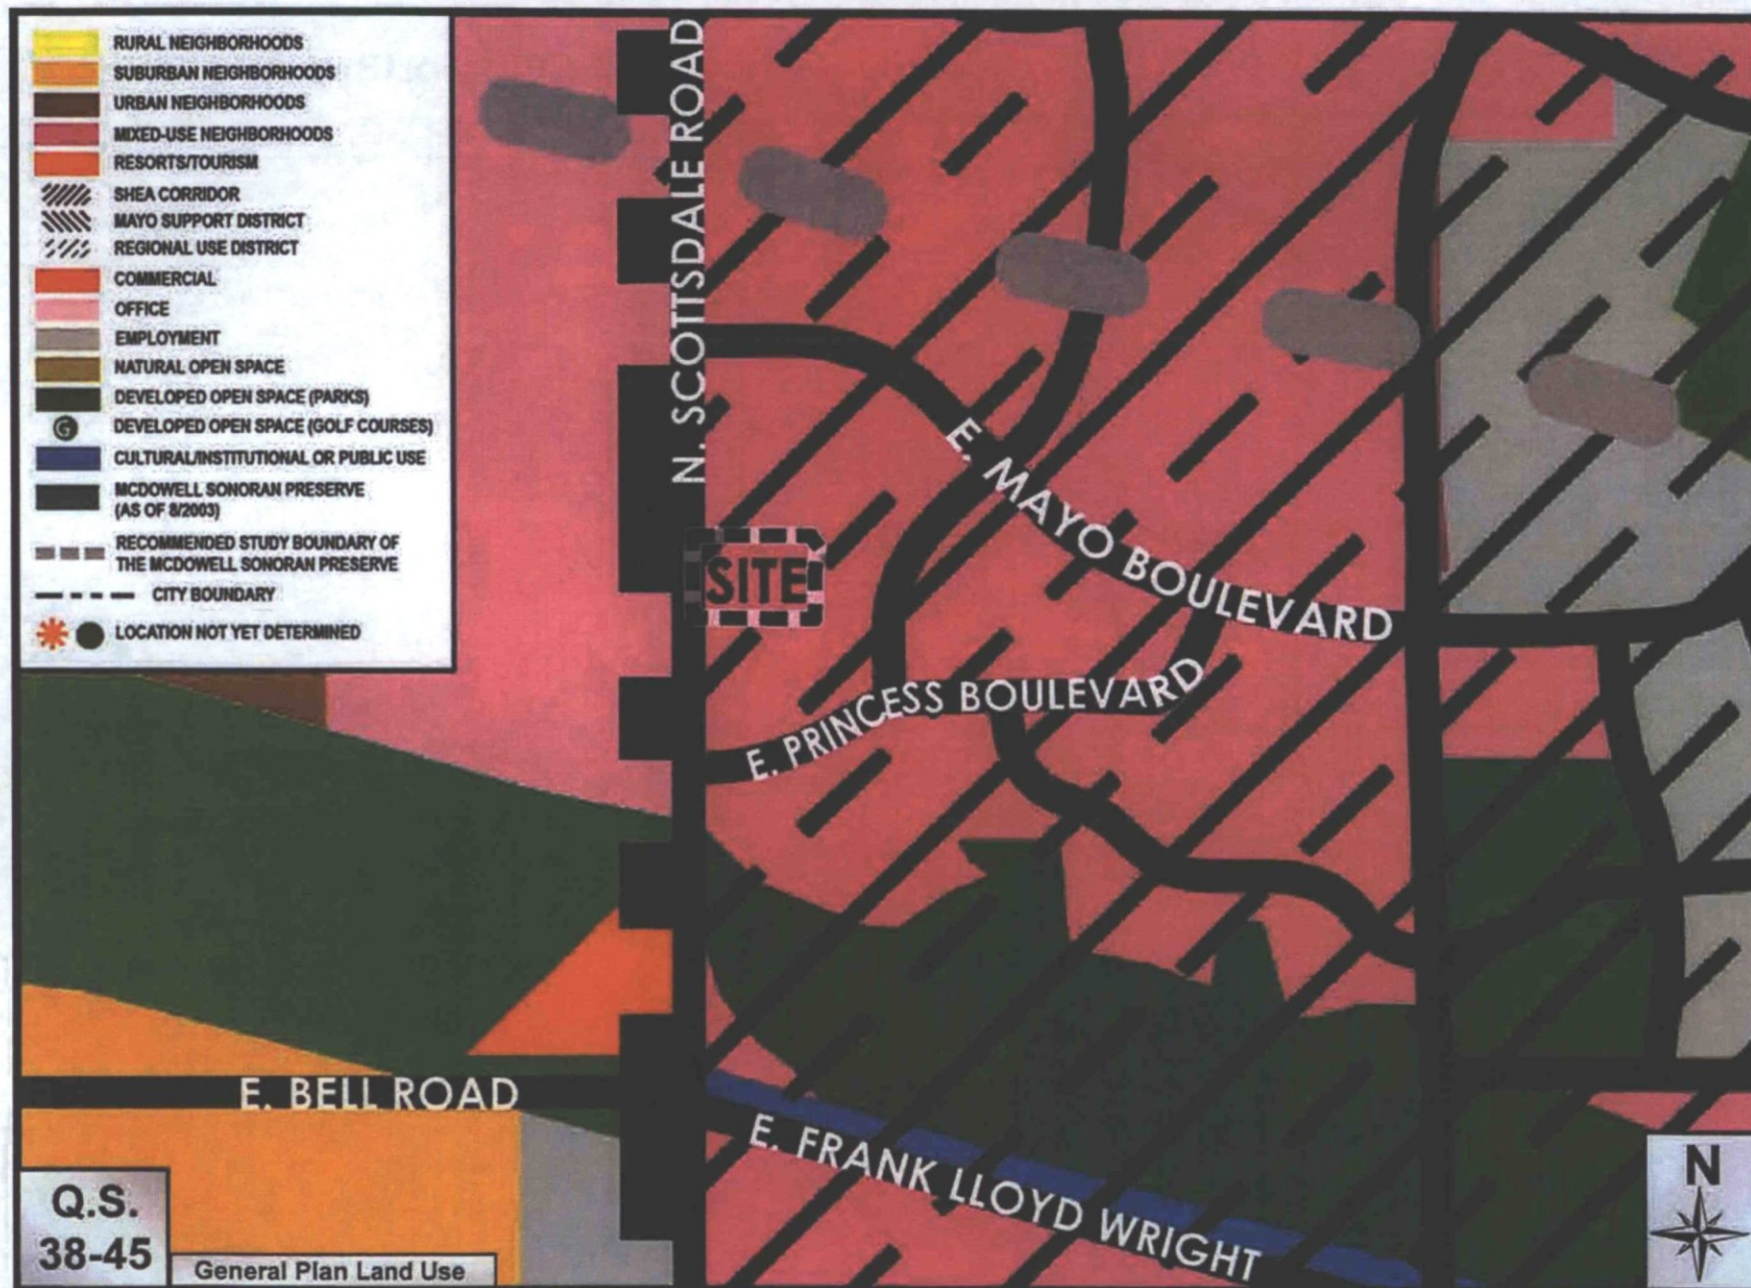 RURAL NEIGHBORHOODS
SUBURBAN NEIGHBORHOODS
URBAN NEIGHBORHOODS
MIXED-USE NEIGHBORHOODS
RESORTS/TOURISM
SHEA CORRIDOR
MAYO SUPPORT DISTRICT
REGIONAL USE DISTRICT
COMMERCIAL
OFFICE
EMPLOYMENT
NATURAL OPEN SPACE
DEVELOPED OPEN SPACE (PARKS)
G DEVELOPED OPEN SPACE (GOLF COURSES)
CULTURAL/INSTITUTIONAL OR PUBLIC USE
MCDOWELL SONORAN PRESERVE
(AS OF 8/2003)
RECOMMENDED STUDY BOUNDARY OF
THE MCDOWELL SONORAN PRESERVE
CITY BOUNDARY
LOCATION NOT YET DETERMINED
N. SCOTTSDALE ROAD
E. MAYO BOULEVARD
SITE
E. PRINCESS BOULEVARD
E. BELL ROAD
E. FRANK LLOYD WRIGHT
Q.S.
38-45
General Plan Land Use
N